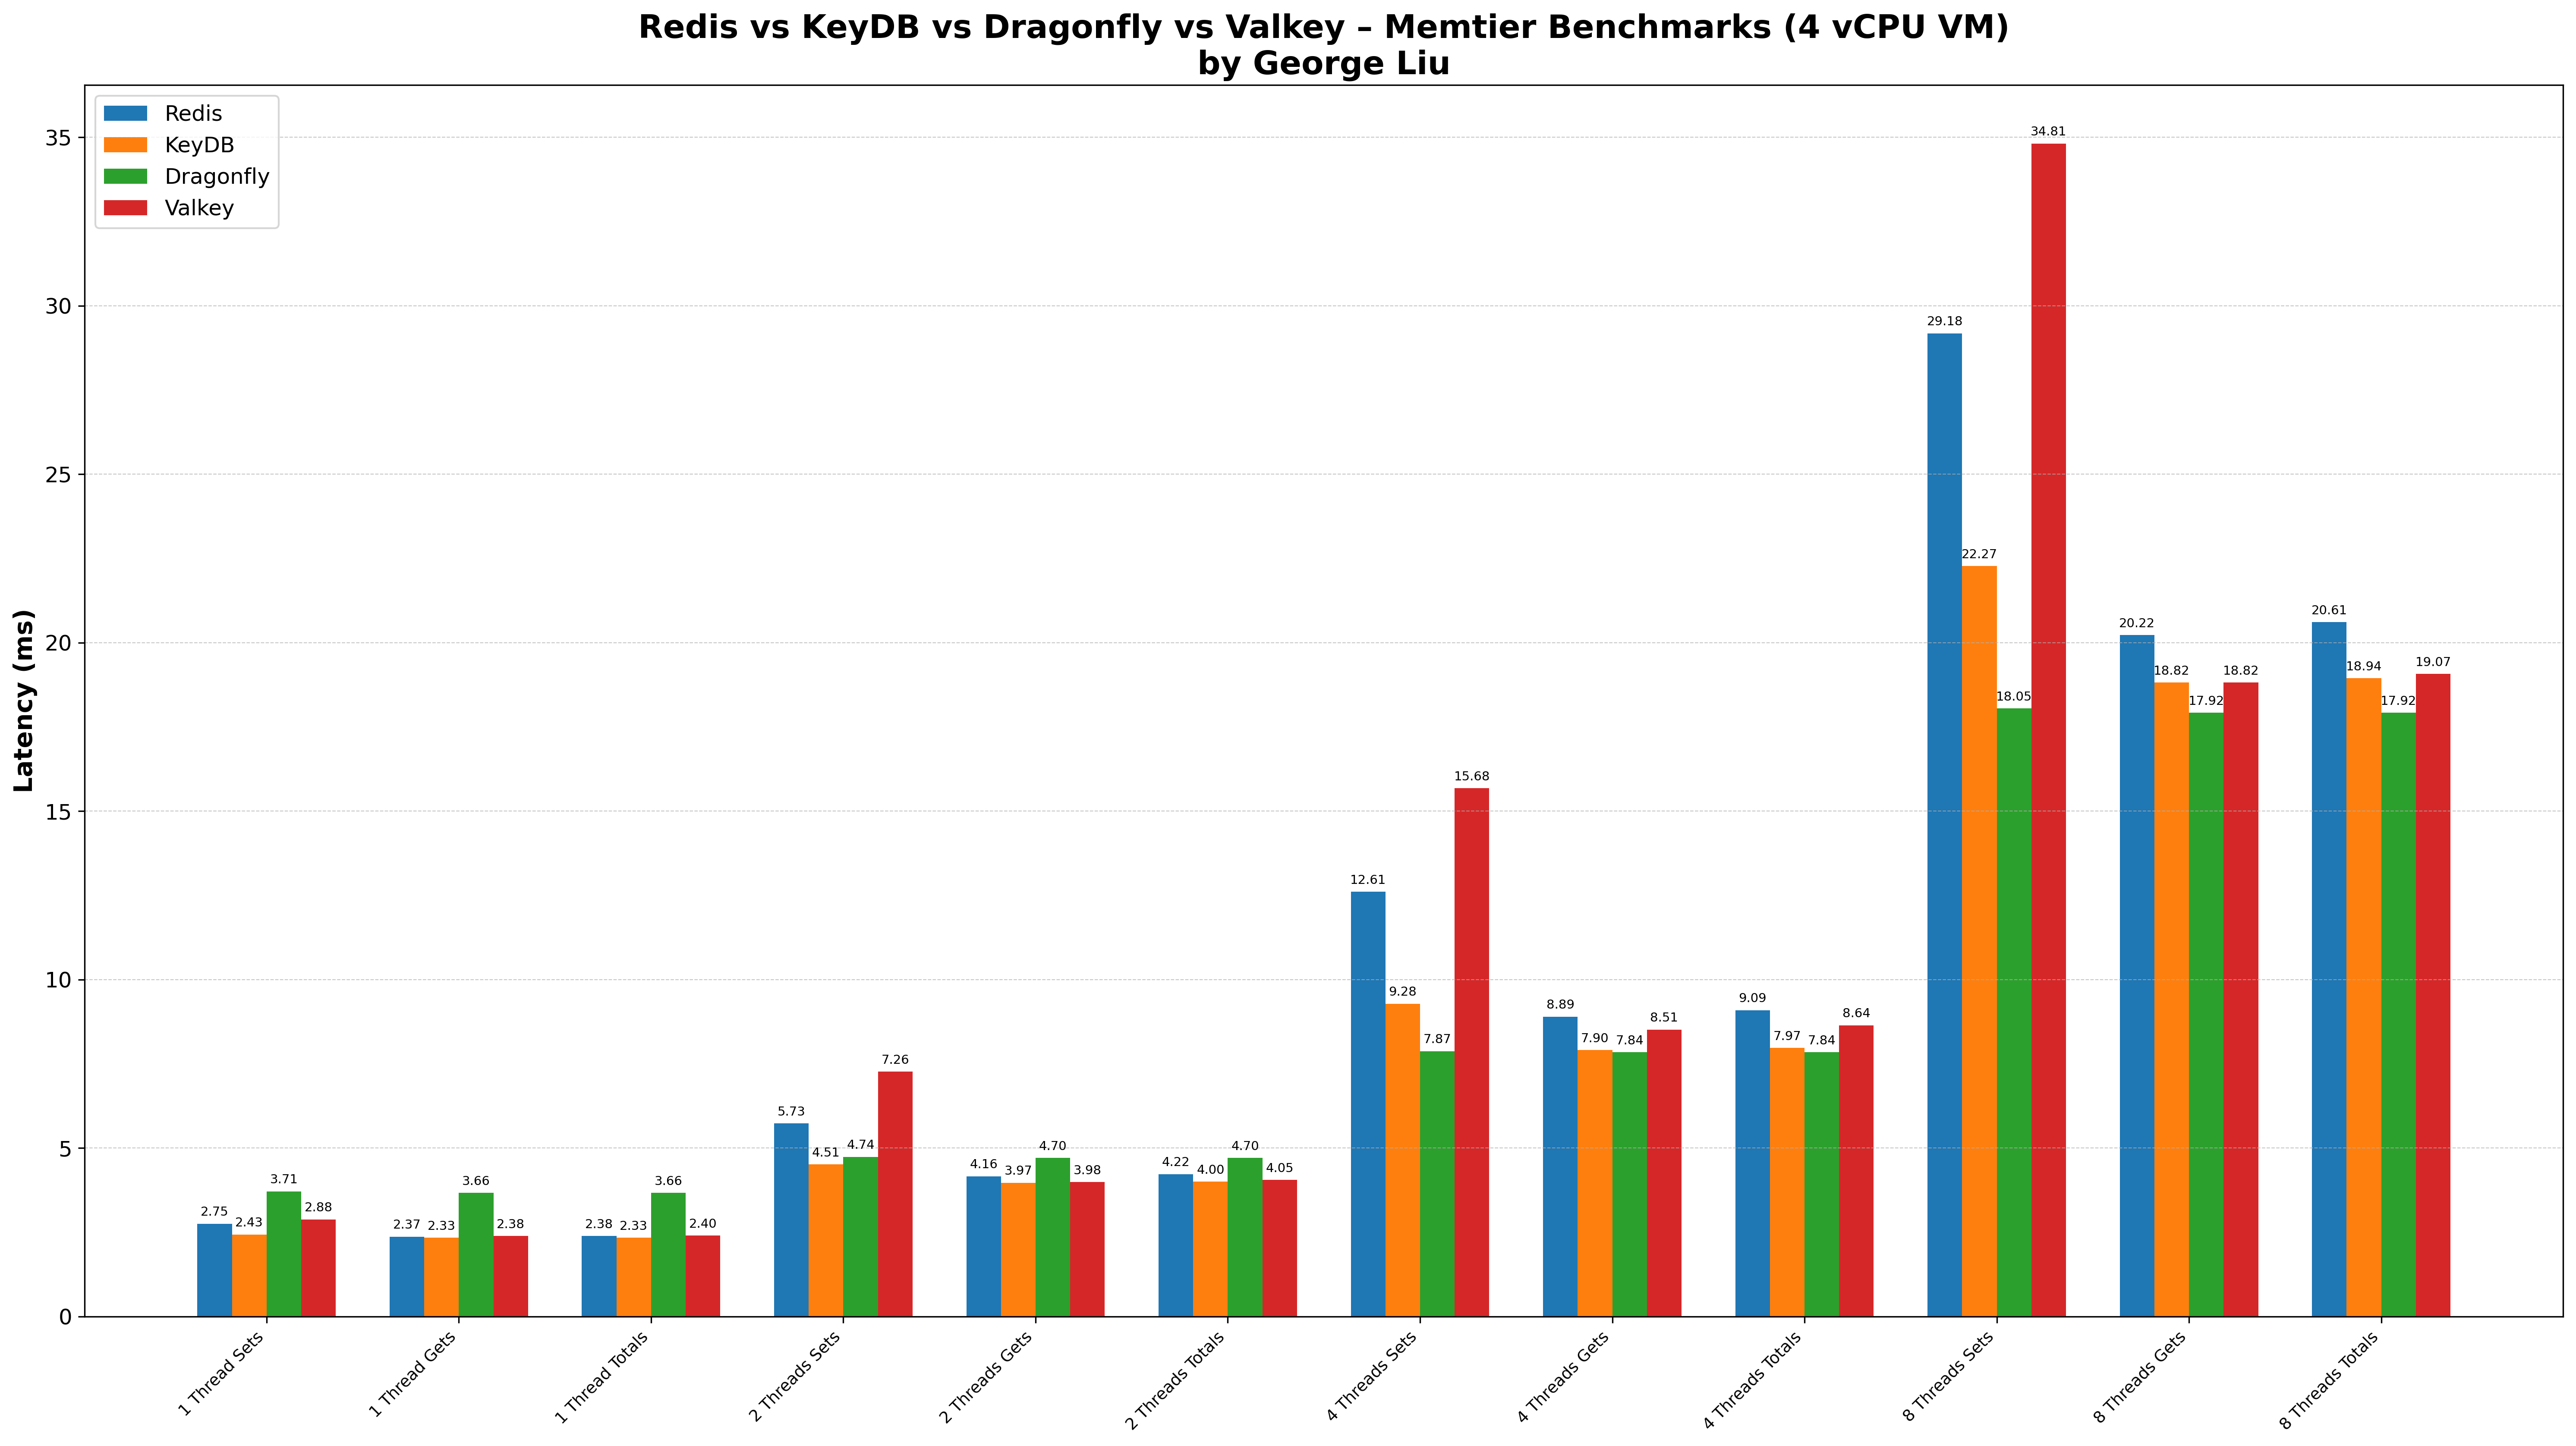 Redis vs KeyDB vs Dragonfly vs Valkey – Memtier Benchmarks (4 vCPU VM)
by George Liu
Redis
KeyDB
Dragonfly
Valkey
Latency (ms)
35
30
25
20
15
10
5
0
2.75 2.43 3.71 2.88
2.37 2.33 3.66 2.38
2.38 2.33 3.66 2.40
5.73 4.51 4.74 7.26
4.16 3.97 4.70 3.98
4.22 4.00 4.70 4.05
12.61 9.28 7.87 15.68
8.89 7.90 7.84 8.51
9.09 7.97 7.84 8.64
29.18 22.27 18.05 34.81
20.22 18.82 17.92 18.82
20.61 18.94 17.92 19.07
1 Thread Sets
1 Thread Gets
1 Thread Totals
2 Threads Sets
2 Threads Gets
2 Threads Totals
4 Threads Sets
4 Threads Gets
4 Threads Totals
8 Threads Sets
8 Threads Gets
8 Threads Totals